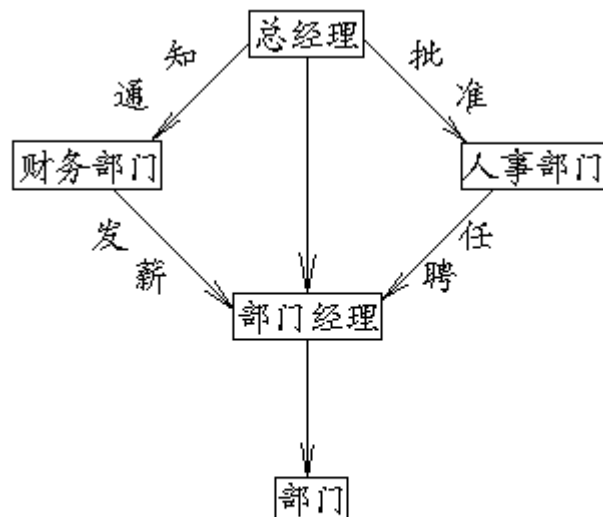 总经理
通知
批准
财务部门
人事部门
发薪
任聘
部门经理
部门